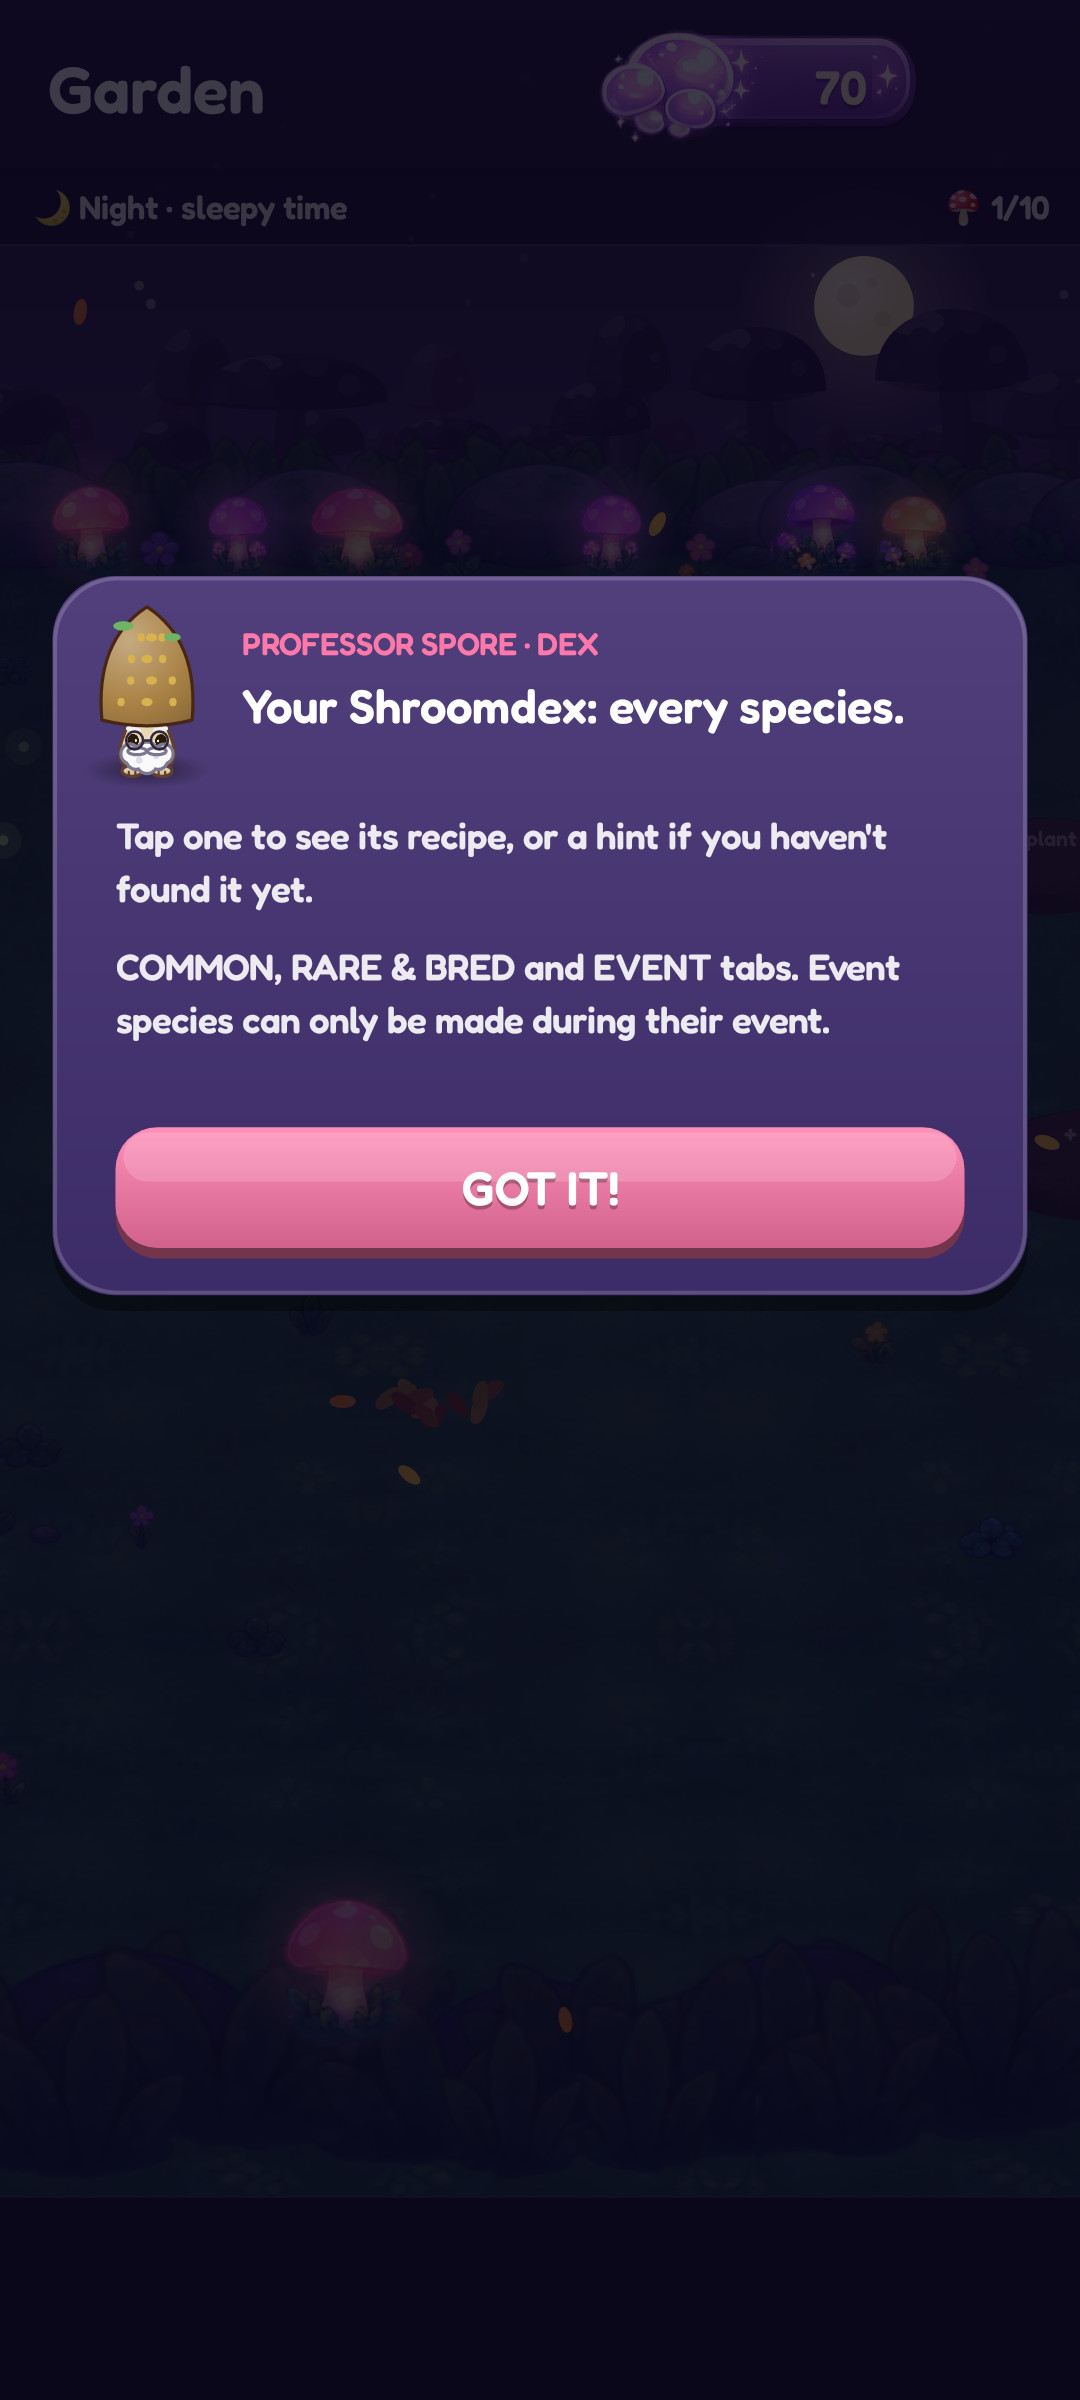 Garden
70
Night · sleepy time
1/10
PROFESSOR SPORE · DEX
Your Shroomdex: every species.
Tap one to see its recipe, or a hint if you haven't
found it yet.
plant
COMMON, RARE & BRED and EVENT tabs. Event
species can only be made during their event.
+
GOT IT!